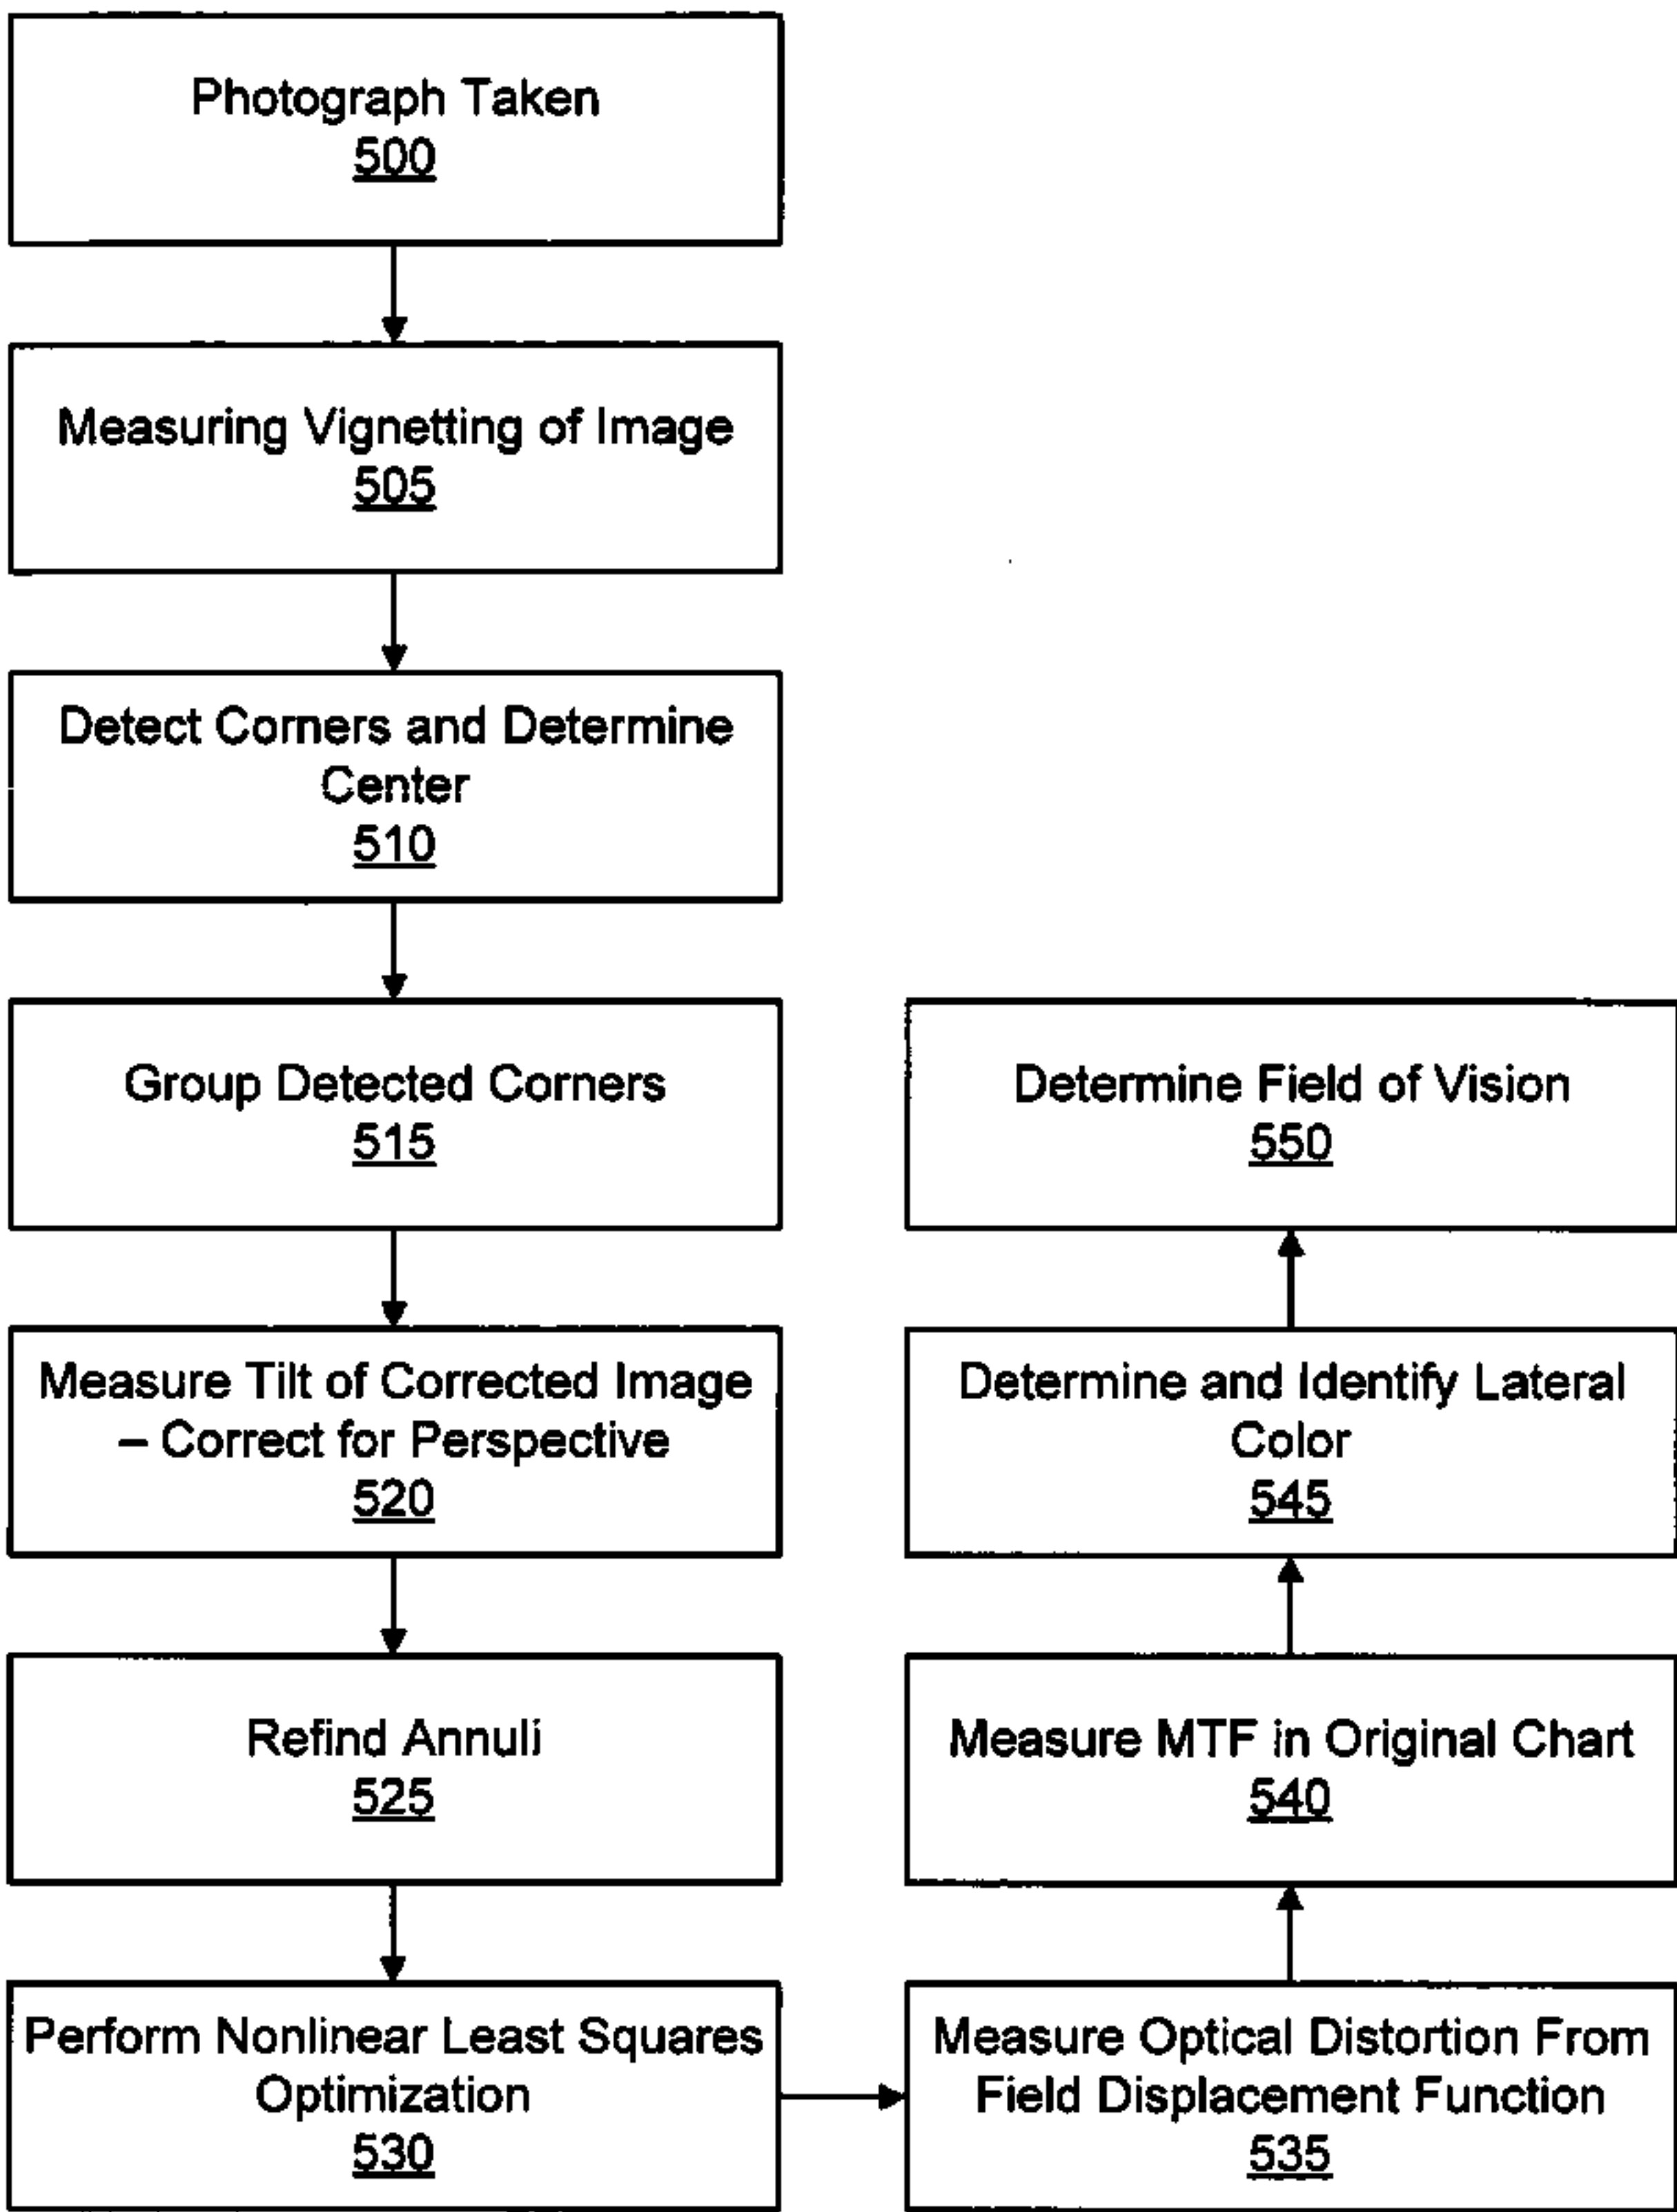 Photograph Taken
500
Measuring Vignetting of Image
505
Detect Corners and Determine
Center
510
Group Detected Corners
515
Measure Tilt of Corrected Image
– Correct for Perspective
520
Refind Annuli
525
Perform Nonlinear Least Squares
Optimization
530
Measure Optical Distortion From
Field Displacement Function
535
Measure MTF in Original Chart
540
Determine and Identify Lateral
Color
545
Determine Field of Vision
550